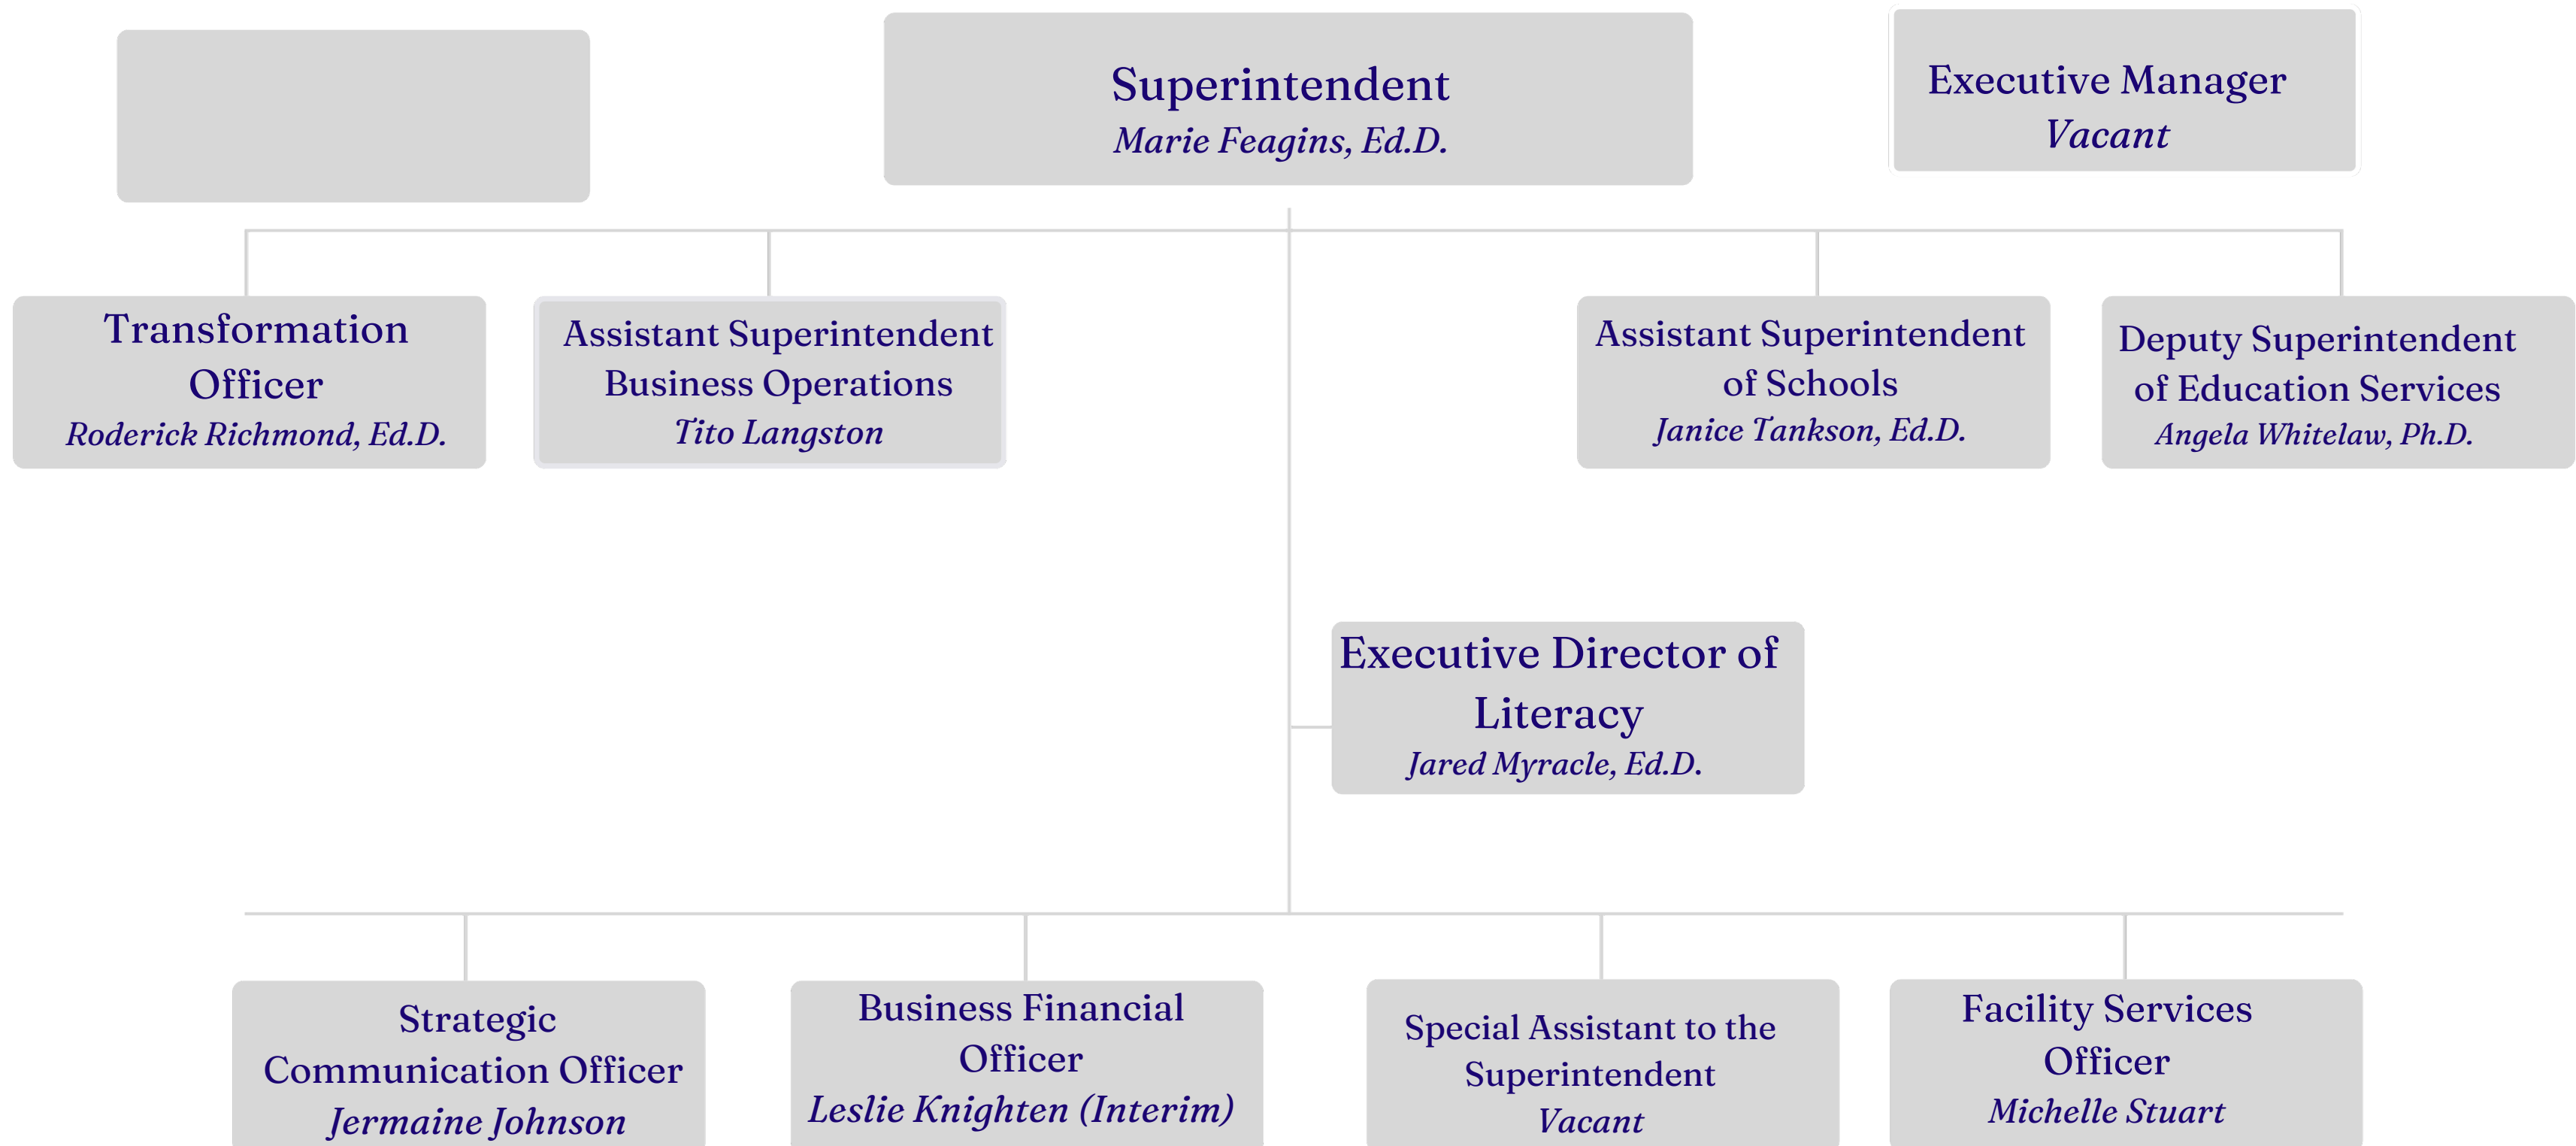 Superintendent
Marie Feagins, Ed.D.
Executive Manager
Vacant
Transformation
Officer
Roderick Richmond, Ed.D.
Assistant Superintendent
Business Operations
Tito Langston
Assistant Superintendent
of Schools
Janice Tankson, Ed.D.
Deputy Superintendent
of Education Services
Angela Whitelaw, Ph.D.
Executive Director of
Literacy
Jared Myracle, Ed.D.
Strategic
Communication Officer
Jermaine Johnson
Business Financial
Officer
Leslie Knighten (Interim)
Special Assistant to the
Superintendent
Vacant
Facility Services
Officer
Michelle Stuart